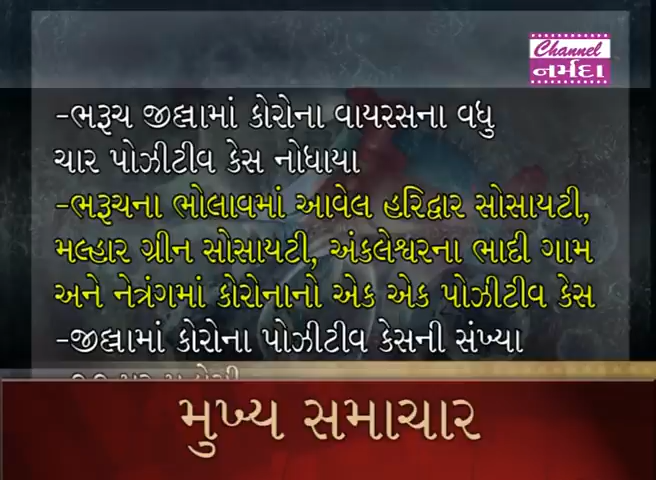 Channel
નર્મદા
-ભરૂચ જીલ્લામાં કોરોના વાયરસના વધુ
ચાર પોઝીટીવ કેસ નોધાયા
-ભરૂચના ભોલાવમાં આવેલ હરિદ્વાર સોસાયટી,
મલ્હાર ગ્રીન સોસાયટી, અંકલેશ્વરના ભાદી ગામ
અને નેત્રંગમાં કોરોનાનો એક એક પોઝીટીવ કેસ
-જીલ્લામાં કોરોના પોઝીટીવ કેસની સંખ્યા
મુખ્ય સમાચાર